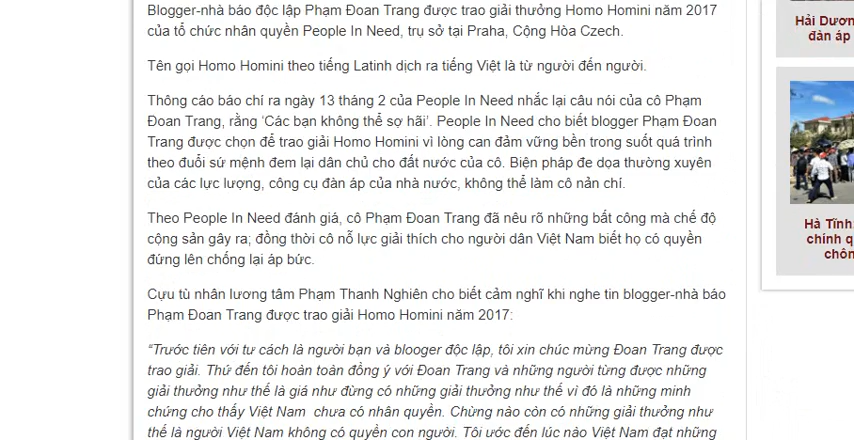 Blogger-nhà báo độc lập Phạm Đoan Trang được trao giải thưởng Homo Homini năm 2017
của tổ chức nhân quyền People In Need, trụ sở tại Praha, Cộng Hòa Czech.
Tên gọi Homo Homini theo tiếng Latinh dịch ra tiếng Việt là từ người đến người.
Thông cáo báo chí ra ngày 13 tháng 2 của People In Need nhắc lại câu nói của cô Phạm
Đoan Trang, rằng ‘Các bạn không thể sợ hãi’. People In Need cho biết blogger Phạm Đoan
Trang được chọn để trao giải Homo Homini vì lòng can đảm vững bền trong suốt quá trình
theo đuổi sứ mệnh đem lại dân chủ cho đất nước của cô. Biện pháp đe dọa thường xuyên
của các lực lượng, công cụ đàn áp của nhà nước, không thể làm cô nản chí.
Theo People In Need đánh giá, cô Phạm Đoan Trang đã nêu rõ những bất công mà chế độ
cộng sản gây ra; đồng thời cô nỗ lực giải thích cho người dân Việt Nam biết họ có quyền
đứng lên chống lại áp bức.
Cựu tù nhân lương tâm Phạm Thanh Nghiên cho biết cảm nghĩ khi nghe tin blogger-nhà báo
Phạm Đoan Trang được trao giải Homo Homini năm 2017:
“Trước tiên với tư cách là người bạn và blooger độc lập, tôi xin chúc mừng Đoan Trang được
trao giải. Thứ đến tôi hoàn toàn đồng ý với Đoan Trang và những người từng được những
giải thưởng như thế là giá như đừng có những giải thưởng như thế vì đó là những minh
chứng cho thấy Việt Nam chưa có nhân quyền. Chừng nào còn có những giải thưởng như
thế là người Việt Nam không có quyền con người. Tôi ước đến lúc nào Việt Nam đạt những
Hải Dươn
đàn áp
Hà Tĩnh:
chính q
chôn